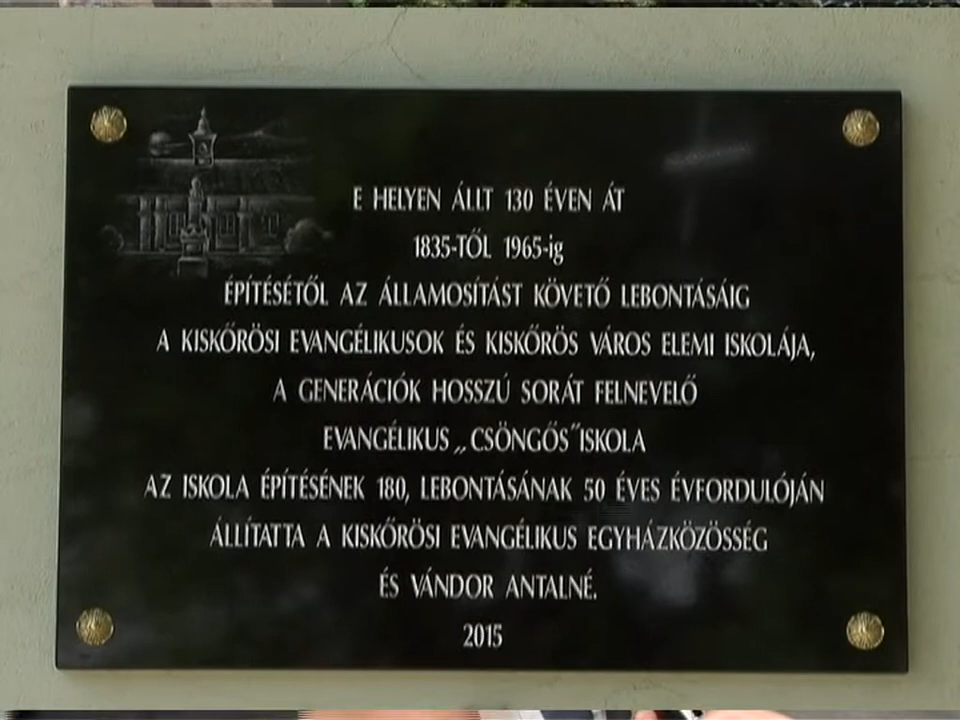 E HELYEN ÁLLT 130 ÉVEN ÁT
1835-TŐL 1965-ig
ÉPÍTÉSÉTŐL AZ ÁLLAMOSÍTÁST KÖVETŐ LEBONTÁSÁIG
A KISKŐRÖSI EVANGÉLIKUSOK ÉS KISKŐRÖS VÁROS ELEMI ISKOLÁJA,
A GENERÁCIÓK HOSSZÚ SORÁT FELNEVELŐ
EVANGÉLIKUS „CSÖNGŐS" ISKOLA
AZ ISKOLA ÉPÍTÉSÉNEK 180, LEBONTÁSÁNAK 50 ÉVES ÉVFORDULÓJÁN
ÁLLÍTATTA A KISKŐRÖSI EVANGÉLIKUS EGYHÁZKÖZÖSSÉG
ÉS VÁNDOR ANTALNÉ.
2015